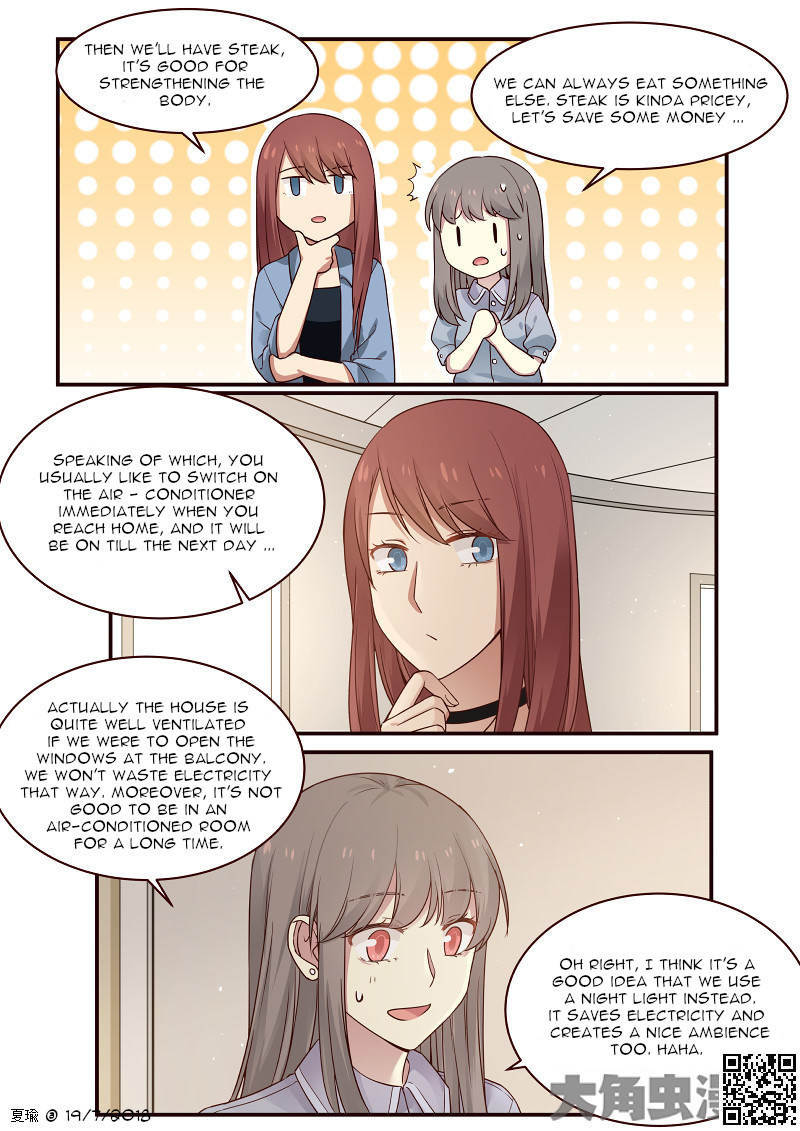 THEN WE'LL HAVE STEAK,
IT'S GOOD FOR
STRENGTHENING THE
BODY.
WE CAN ALWAYS EAT SOMETHING
ELSE. STEAK IS KINDA PRICEY,
LET'S SAVE SOME MONEY ...
SPEAKING OF WHICH, YOU
USUALLY LIKE TO SWITCH ON
THE AIR - CONDITIONER
IMMEDIATELY WHEN YOU
REACH HOME, AND IT WILL
BE ON TILL THE NEXT DAY ...
ACTUALLY THE HOUSE IS
QUITE WELL VENTILATED
IF WE WERE TO OPEN THE
WINDOWS AT THE BALCONY.
WE WON'T WASTE ELECTRICITY
THAT WAY. MOREOVER, IT'S NOT
GOOD TO BE IN AN
AIR-CONDITIONED ROOM
FOR A LONG TIME.
OH RIGHT, I THINK IT'S A
GOOD IDEA THAT WE USE
A NIGHT LIGHT INSTEAD.
IT SAVES ELECTRICITY AND
CREATES A NICE AMBIENCE
TOO. HAHA.
大角虫漫
夏瑜 19/7/2018